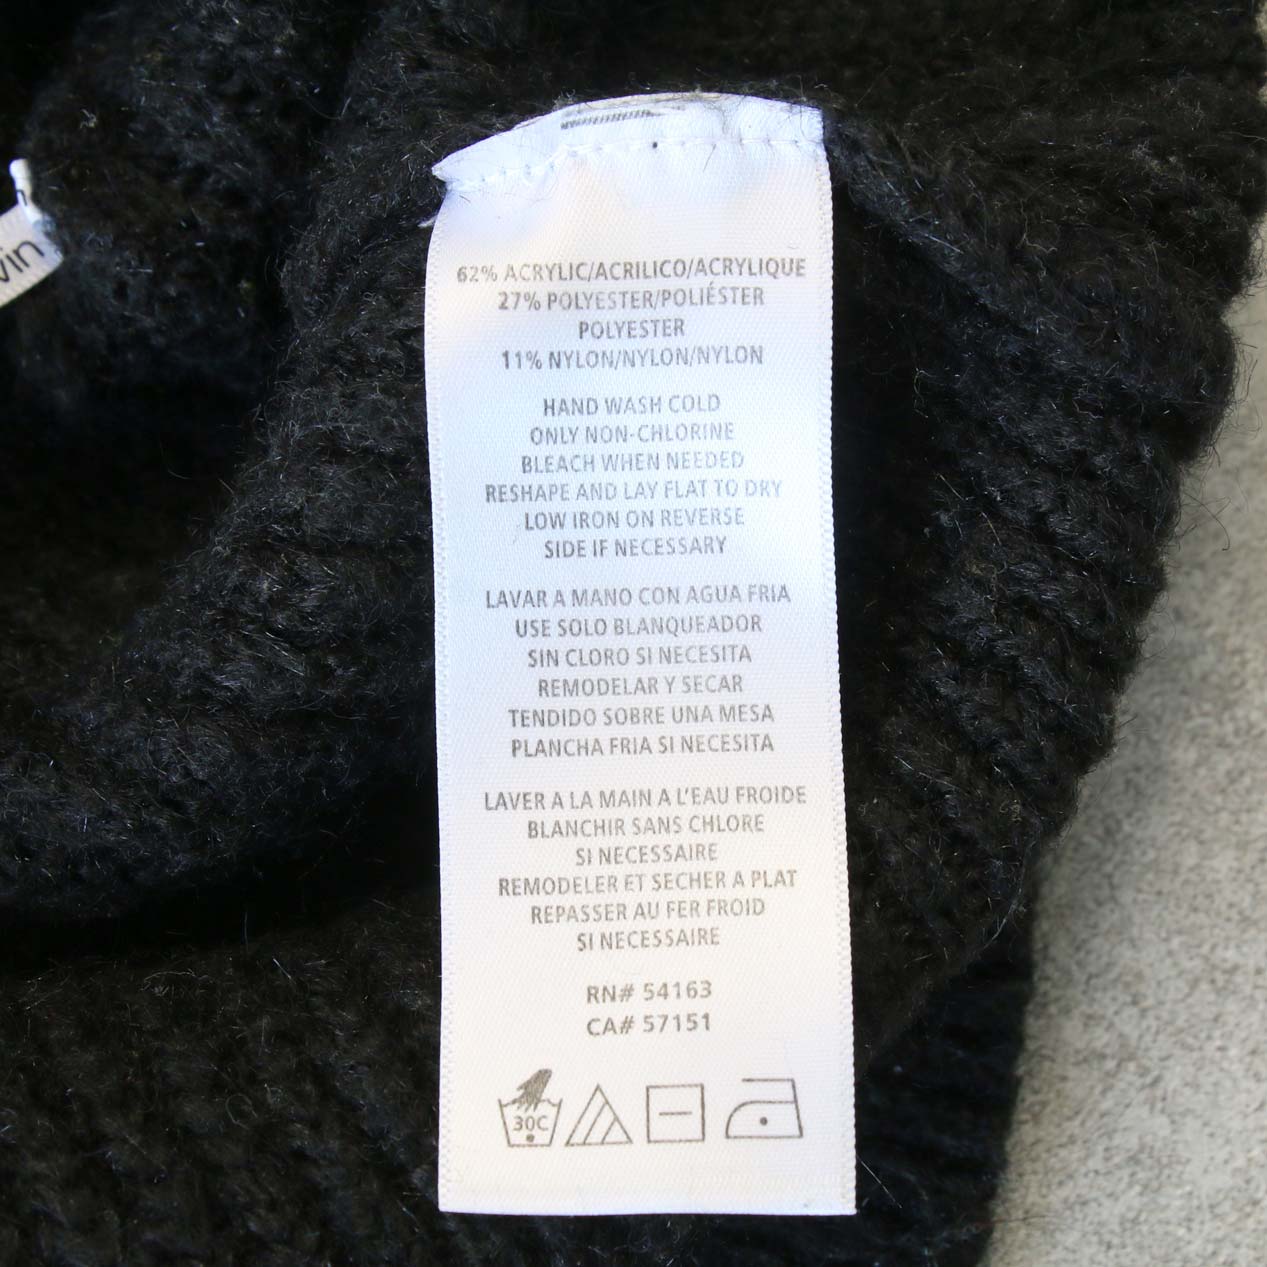 vin
62% ACRYLIC/ACRILICO/ACRYLIQUE
27% POLYESTER/POLIÉSTER
POLYESTER
11% NYLON/NYLON/NYLON
HAND WASH COLD
ONLY NON-CHLORINE
BLEACH WHEN NEEDED
RESHAPE AND LAY FLAT TO DRY
LOW IRON ON REVERSE
SIDE IF NECESSARY
LAVAR A MANO CON AGUA FRIA
USE SOLO BLANQUEADOR
SIN CLORO SI NECESITA
REMODELAR Y SECAR
TENDIDO SOBRE UNA MESA
PLANCHA FRIA SI NECESITA
LAVER A LA MAIN A L'EAU FROIDE
BLANCHIR SANS CHLORE
SI NECESSAIRE
REMODELER ET SECHER A PLAT
REPASSER AU FER FROID
SI NECESSAIRE
RN# 54163
CA# 57151
30C